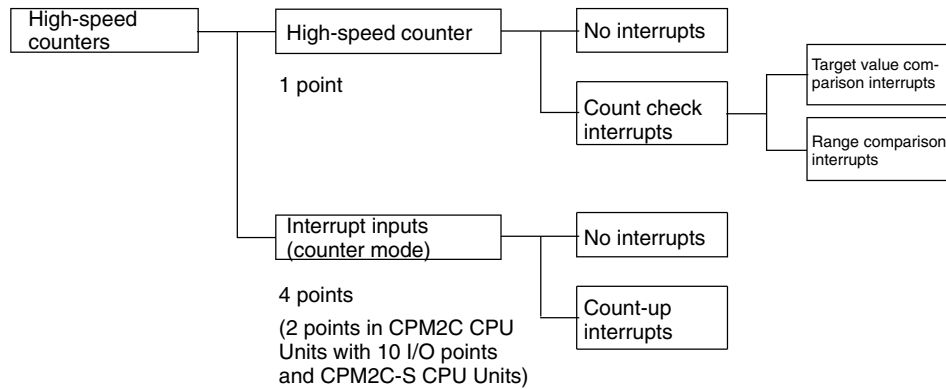 High-speed
counters
High-speed counter
1 point
No interrupts
Count check
interrupts
Target value com-
parison interrupts
Range comparison
interrupts
Interrupt inputs
(counter mode)
4 points
(2 points in CPM2C CPU
Units with 10 I/O points
and CPM2C-S CPU Units)
No interrupts
Count-up
interrupts